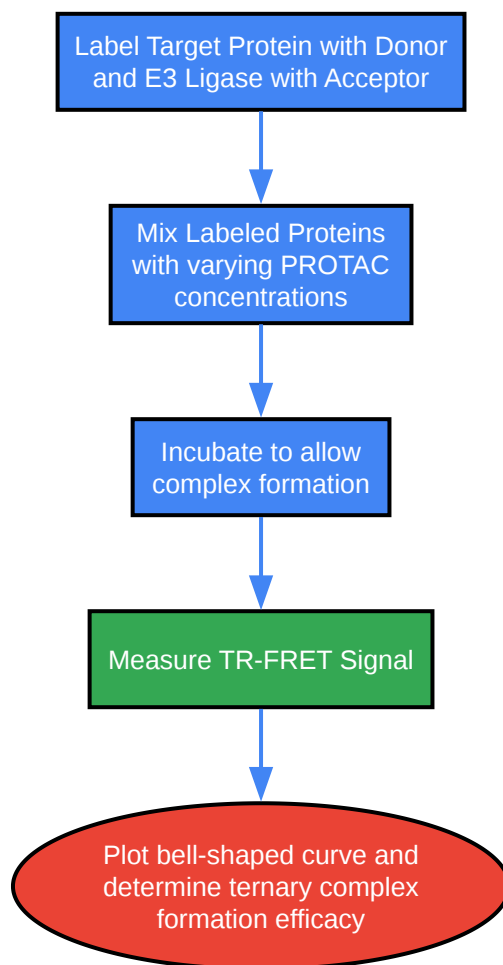 Label Target Protein with Donor
and E3 Ligase with Acceptor
Mix Labeled Proteins
with varying PROTAC
concentrations
Incubate to allow
complex formation
Measure TR-FRET Signal
Plot bell-shaped curve and
determine ternary complex
formation efficacy